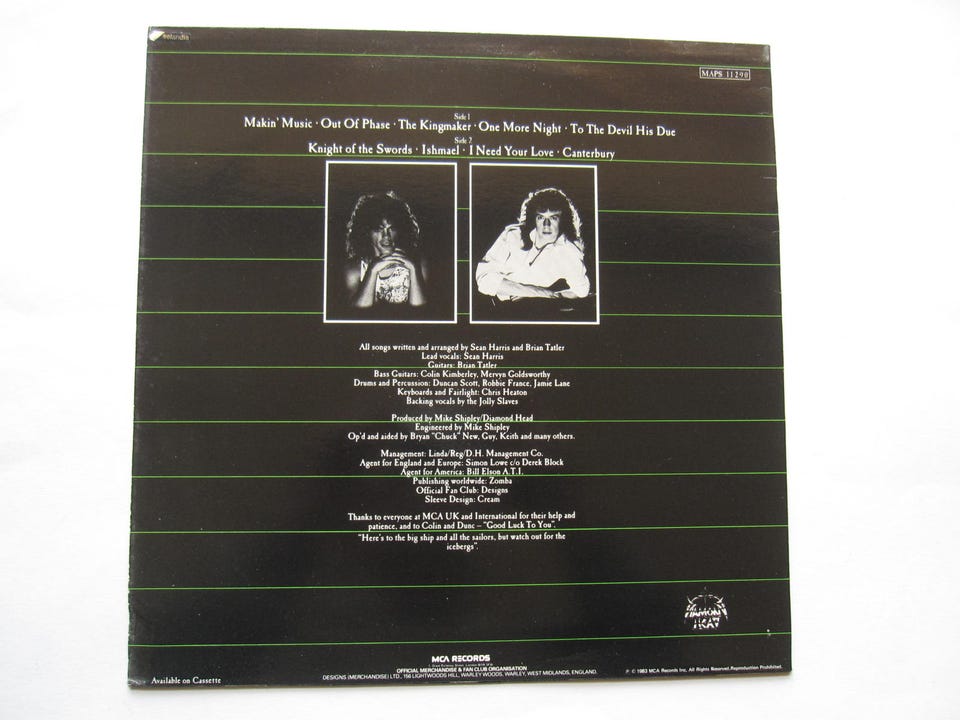 MAPS 11290
Side 1
Makin' Music · Out Of Phase · The Kingmaker · One More Night · To The Devil His Due
Side 2
Knight of the Swords · Ishmael · I Need Your Love · Canterbury
All songs written and arranged by Sean Harris and Brian Tatler
Lead vocals: Sean Harris
Guitars: Brian Tatler
Bass Guitars: Colin Kimberley, Mervyn Goldsworthy
Drums and Percussion: Duncan Scott, Robbie France, Jamie Lane
Keyboards and Fairlight: Chris Heaton
Backing vocals by the Jolly Slaves
Produced by Mike Shipley/Diamond Head
Engineered by Mike Shipley
Op'd and aided by Bryan "Chuck" New, Guy, Keith and many others.
Management: Linda/Reg/D.H. Management Co.
Agent for England and Europe: Simon Lowe c/o Derek Block
Agent for America: Bill Elson A.T.I.
Publishing worldwide: Zomba
Official Fan Club: Designs
Sleeve Design: Cream
Thanks to everyone at MCA UK and International for their help and
patience, and to Colin and Dunc – "Good Luck To You".
"Here's to the big ship and all the sailors, but watch out for the
icebergs".
DIAMOND
HEAD
MCA RECORDS
OFFICIAL MERCHANDISE & FAN CLUB ORGANISATION
DESIGNS (MERCHANDISE) LTD., 156 LIGHTWOODS HILL, WARLEY WOODS, WARLEY, WEST MIDLANDS, ENGLAND.
P. © 1983 MCA Records Inc. All Rights Reserved. Reproduction Prohibited.
Available on Cassette